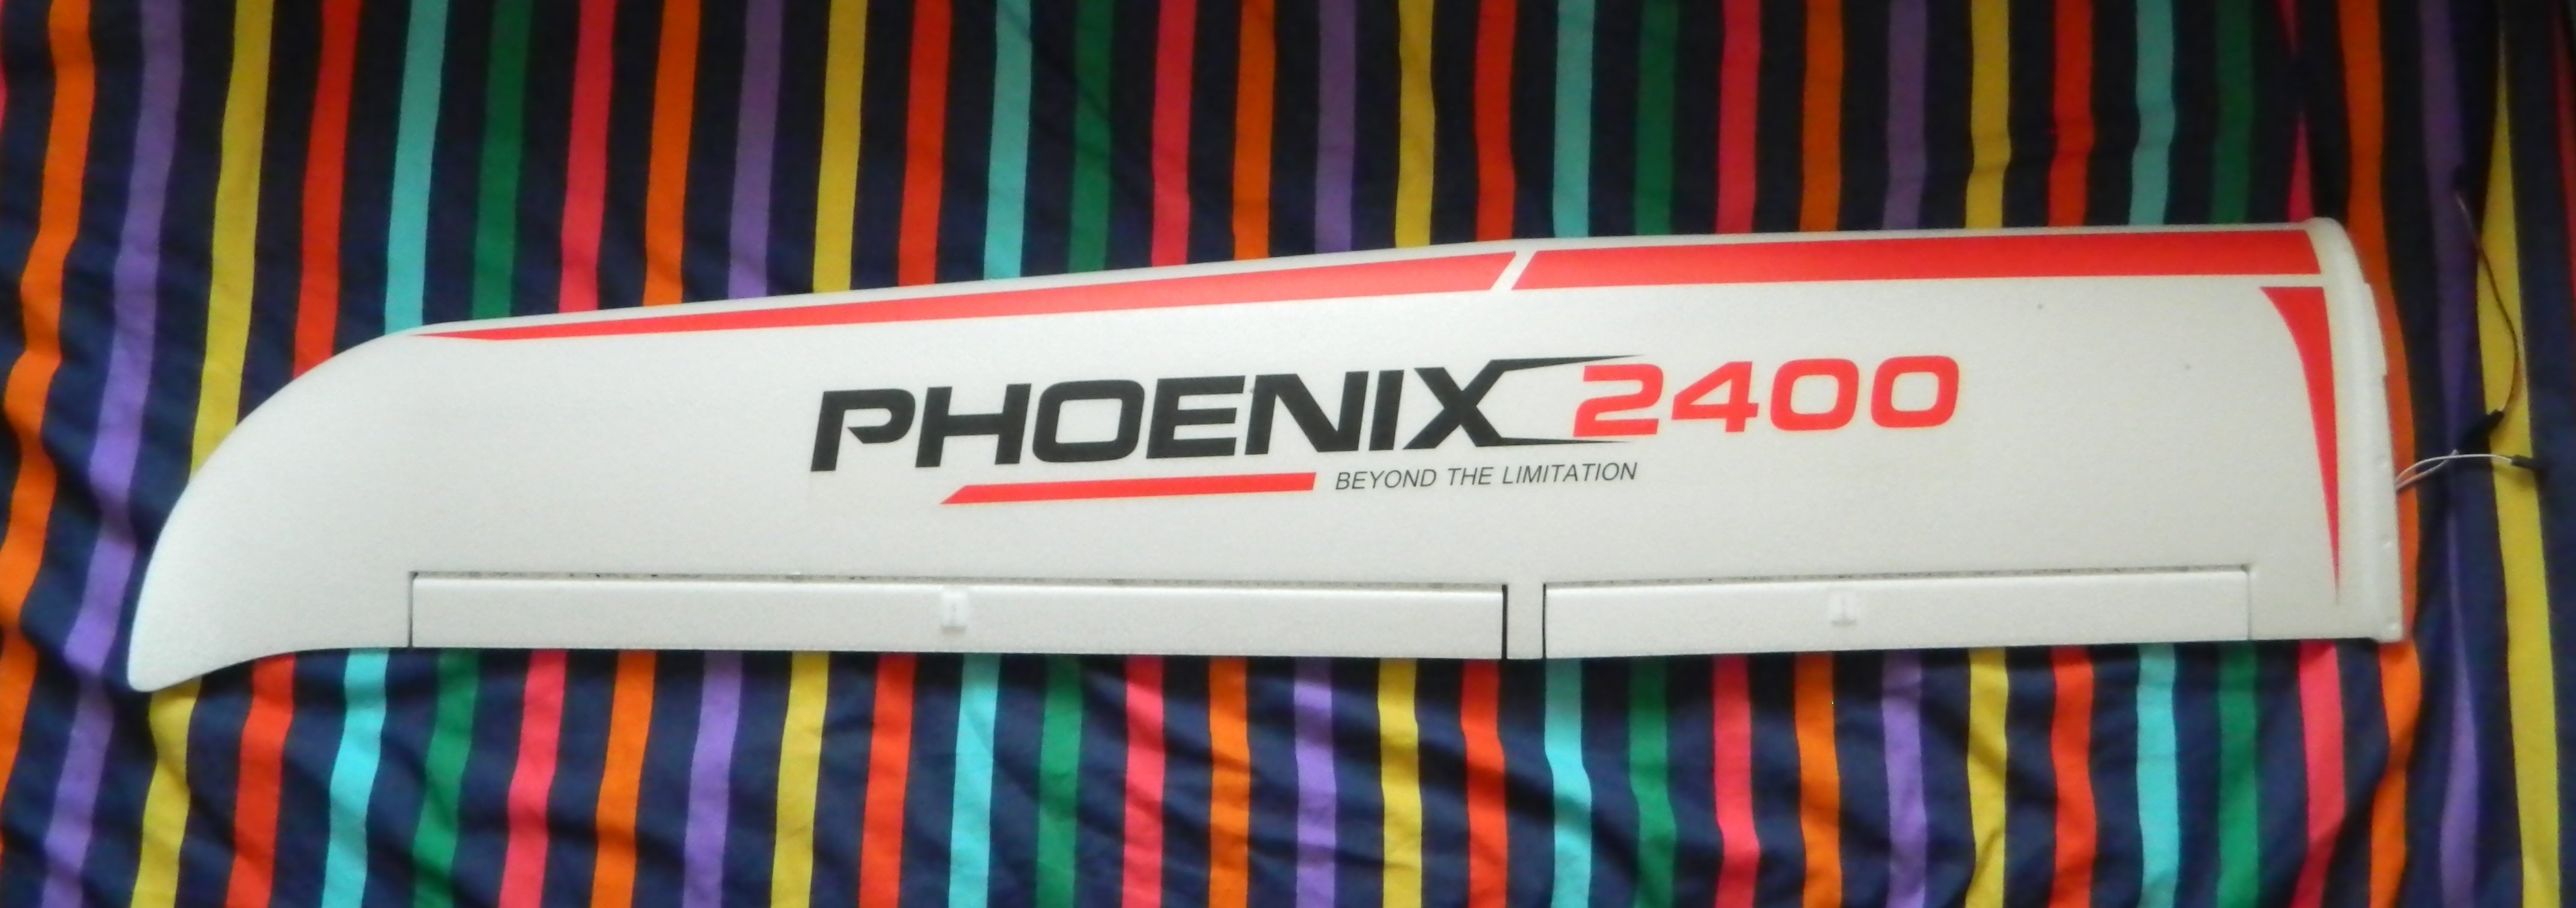 PHOENIX 2400
BEYOND THE LIMITATION